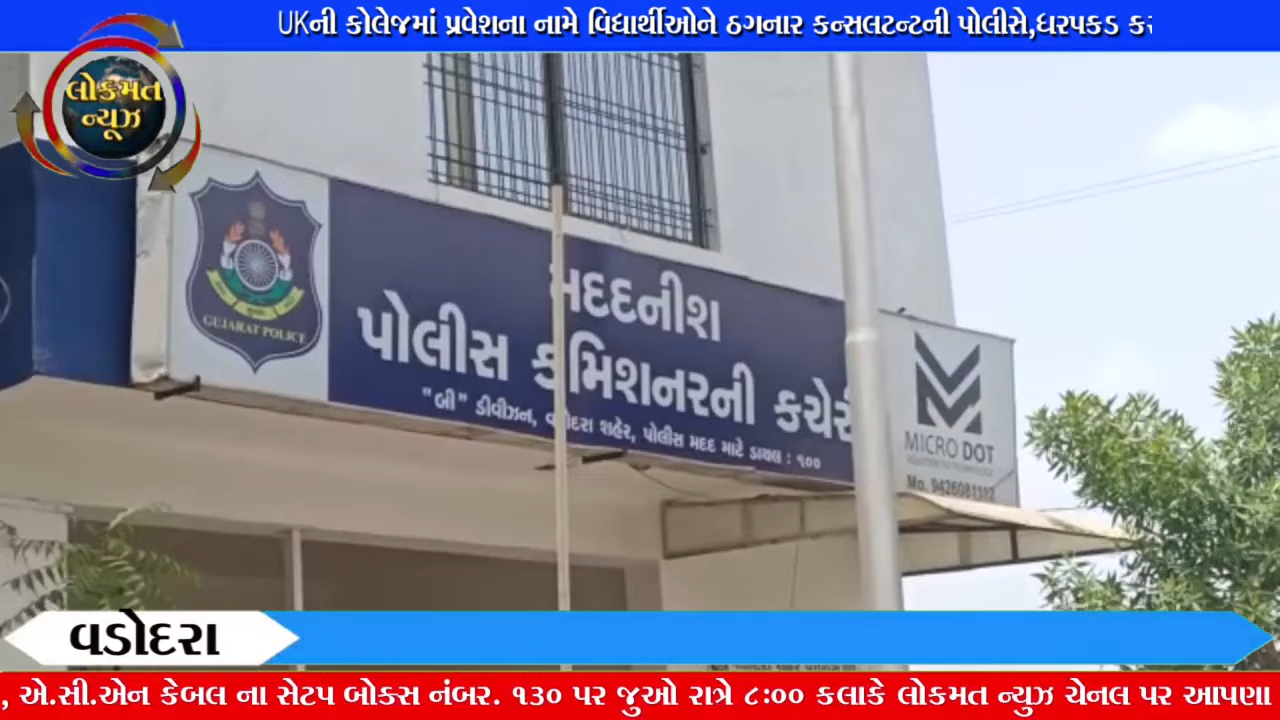 UKની કોલેજમાં પ્રવેશના નામે વિદ્યાર્થીઓને ઠગનાર કન્સલટન્ટની પોલીસે,ધરપકડ
લોકમત
ન્યૂઝ
GUJARAT POLICE
મદદનીશ
પોલીસ કમિશનરની કચેરી
"બી" ડીવીઝન, વડોદરા શહેર, પોલીસ મદદ માટે ડાયલ : ૧૦૦
MICRO DOT
Mo. 9426081112
વડોદરા
, એ.સી.એન કેબલ ના સેટપ બોક્સ નંબર. ૧૩૦ પર જુઓ રાત્રે ૮:૦૦ કલાકે લોકમત ન્યુઝ ચેનલ પર આપણા